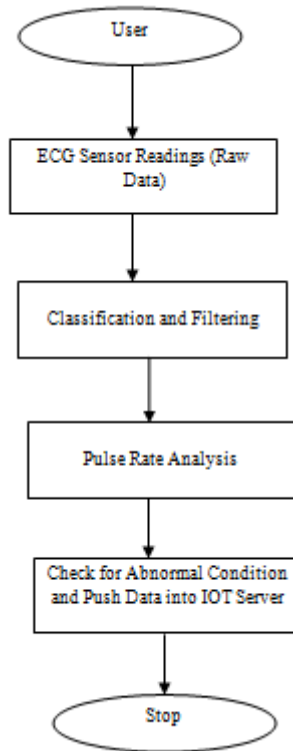 User
ECG Sensor Readings (Raw
Data)
Classification and Filtering
Pulse Rate Analysis
Check for Abnormal Condition
and Push Data into IOT Server
Stop